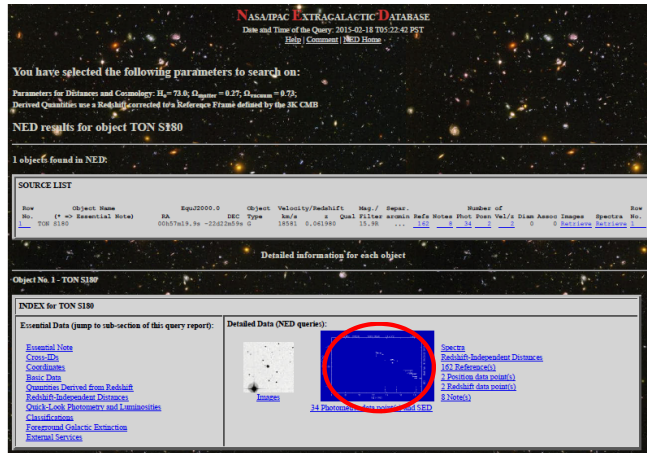 NASA/IPAC EXTRAGALACTIC DATABASE
Date and Time of the Query: 2015-02-18 T05:22:42 PST
Help | Comment | NED Home
You have selected the following parameters to search on:
Parameters for Distances and Cosmology: H₀= 73.0; Ωmatter = 0.27; Ωvacuum = 0.73;
Derived Quantities use a Redshift corrected to a Reference Frame defined by the 3K CMB
NED results for object TON S180
1 objects found in NED:
SOURCE LIST
Row Object Name EquJ2000.0 Object Velocity/Redshift Mag./ Separ. Number of Row
No. (* => Essential Note) RA DEC Type km/s z Qual Filter arcmin Refs Notes Phot Posn Vel/z Diam Assoc Images Spectra No.
1 TON S180 00h57m19.9s -22d22m59s G 18581 0.061980 15.9B ... 162 8 34 2 2 0 0 Retrieve Retrieve 1
Detailed information for each object
Object No. 1 - TON S180
INDEX for TON S180
Essential Data (jump to sub-section of this query report):
Essential Note
Cross-IDs
Coordinates
Basic Data
Quantities Derived from Redshift
Redshift-Independent Distances
Quick-Look Photometry and Luminosities
Classifications
Foreground Galactic Extinction
External Services
Detailed Data (NED queries):
Images
34 Photometric data point(s) and SED
Spectra
Redshift-Independent Distances
162 Reference(s)
2 Position data point(s)
2 Redshift data point(s)
8 Note(s)